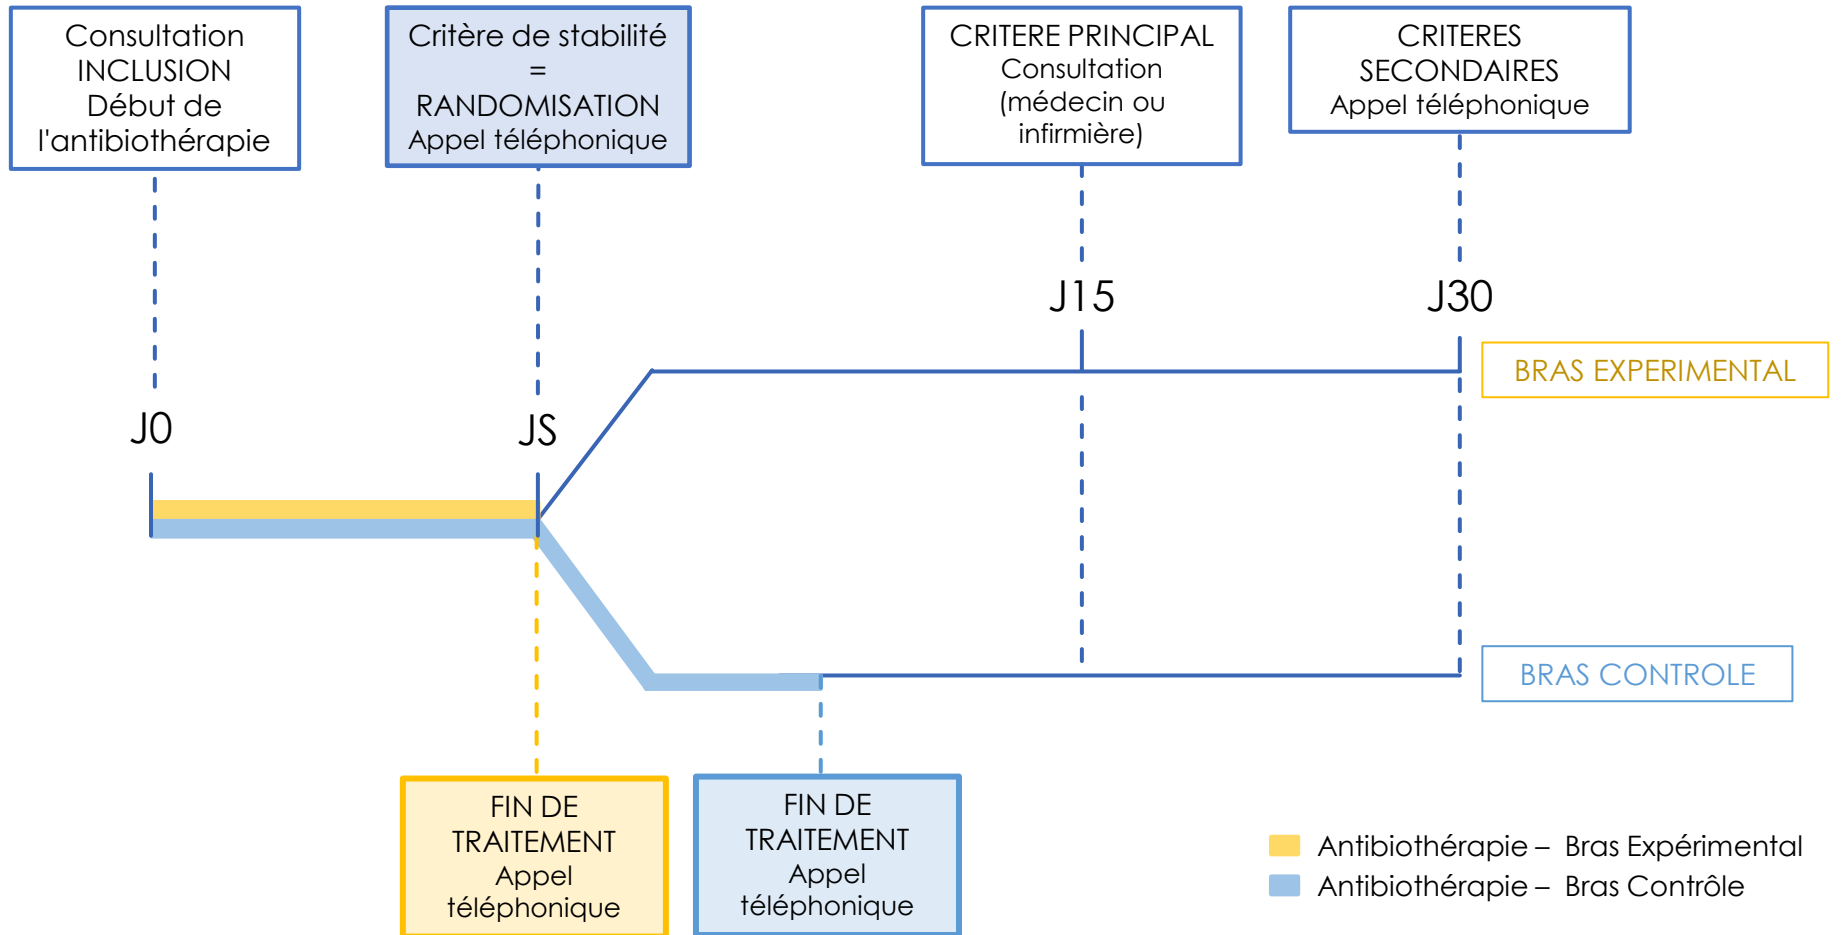 Consultation
INCLUSION
Début de
l'antibiothérapie
Critère de stabilité
=
RANDOMISATION
Appel téléphonique
CRITERE PRINCIPAL
Consultation
(médecin ou
infirmière)
CRITERES
SECONDAIRES
Appel téléphonique
J15
J30
BRAS EXPERIMENTAL
J0
JS
BRAS CONTROLE
FIN DE
TRAITEMENT
Appel
téléphonique
FIN DE
TRAITEMENT
Appel
téléphonique
Antibiothérapie – Bras Expérimental
Antibiothérapie – Bras Contrôle